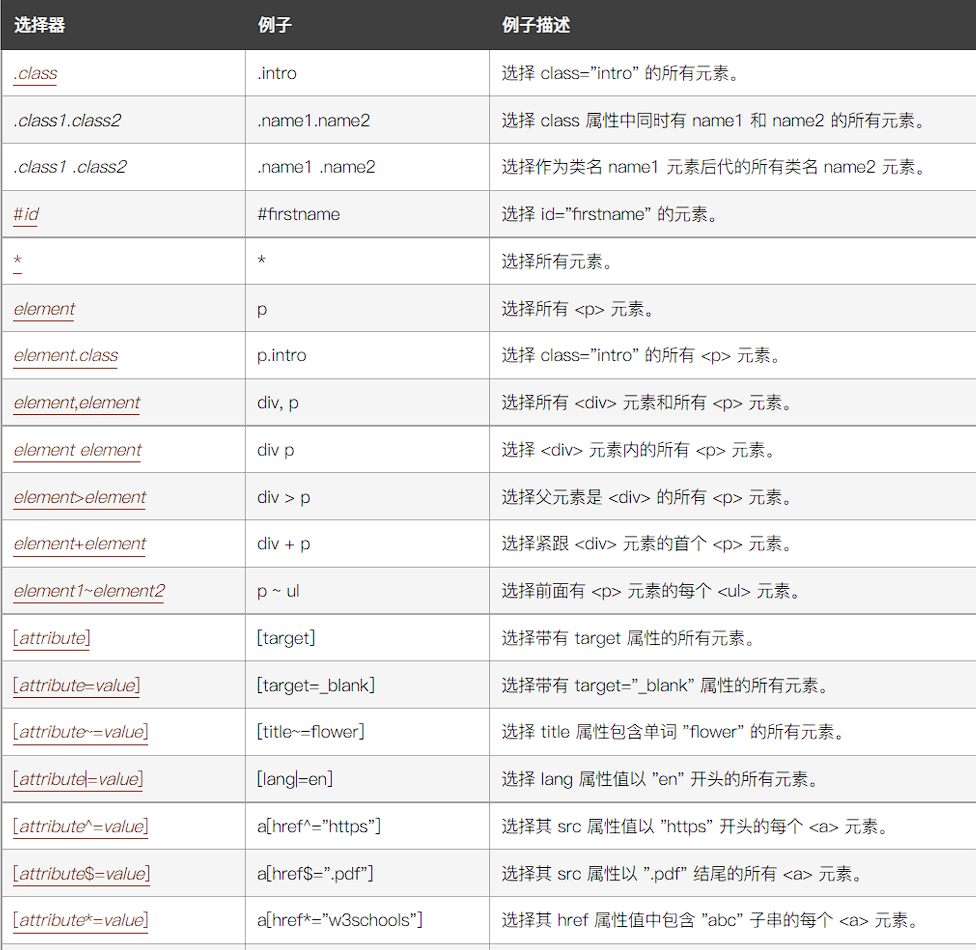 选择器 例子 例子描述
.class .intro 选择 class="intro" 的所有元素。
.class1.class2 .name1.name2 选择 class 属性中同时有 name1 和 name2 的所有元素。
.class1 .class2 .name1 .name2 选择作为类名 name1 元素后代的所有类名 name2 元素。
#id #firstname 选择 id="firstname" 的元素。
* * 选择所有元素。
element p 选择所有 <p> 元素。
element.class p.intro 选择 class="intro" 的所有 <p> 元素。
element,element div, p 选择所有 <div> 元素和所有 <p> 元素。
element element div p 选择 <div> 元素内的所有 <p> 元素。
element>element div > p 选择父元素是 <div> 的所有 <p> 元素。
element+element div + p 选择紧跟 <div> 元素的首个 <p> 元素。
element1~element2 p ~ ul 选择前面有 <p> 元素的每个 <ul> 元素。
[attribute] [target] 选择带有 target 属性的所有元素。
[attribute=value] [target=_blank] 选择带有 target="_blank" 属性的所有元素。
[attribute~=value] [title~=flower] 选择 title 属性包含单词 "flower" 的所有元素。
[attribute|=value] [lang|=en] 选择 lang 属性值以 "en" 开头的所有元素。
[attribute^=value] a[href^="https"] 选择其 src 属性值以 "https" 开头的每个 <a> 元素。
[attribute$=value] a[href$=".pdf"] 选择其 src 属性以 ".pdf" 结尾的所有 <a> 元素。
[attribute*=value] a[href*="w3schools"] 选择其 href 属性值中包含 "abc" 子串的每个 <a> 元素。